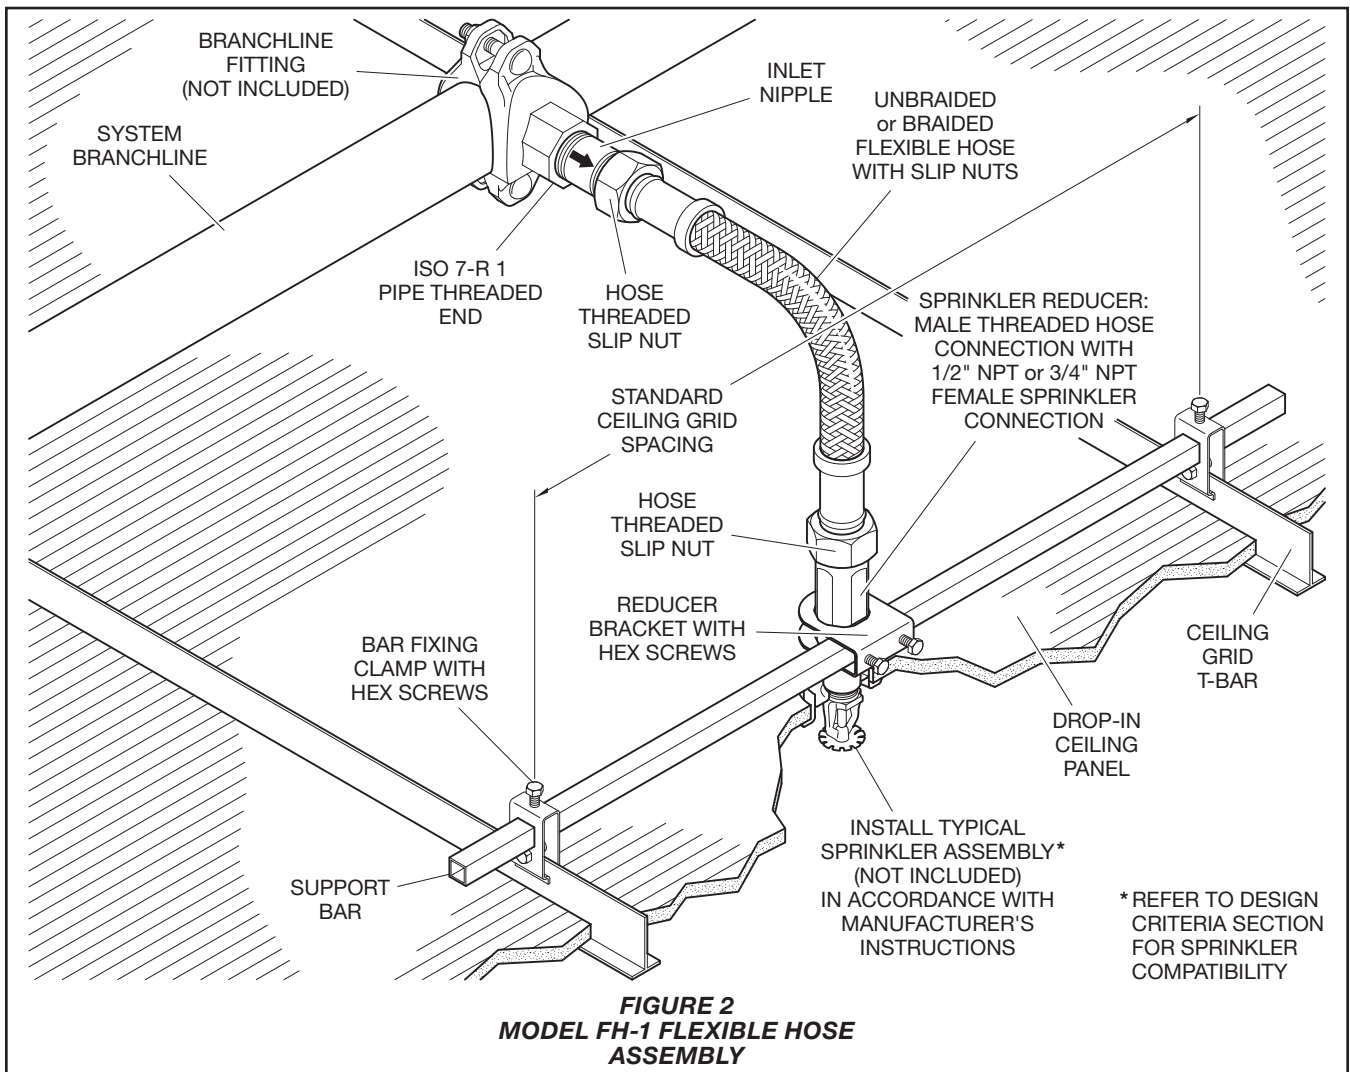 BRANCHLINE
FITTING
(NOT INCLUDED)
SYSTEM
BRANCHLINE
INLET
NIPPLE
UNBRAIDED
or BRAIDED
FLEXIBLE HOSE
WITH SLIP NUTS
ISO 7-R 1
PIPE THREADED
END
HOSE
THREADED
SLIP NUT
SPRINKLER REDUCER:
MALE THREADED HOSE
CONNECTION WITH
1/2" NPT or 3/4" NPT
FEMALE SPRINKLER
CONNECTION
STANDARD
CEILING GRID
SPACING
HOSE
THREADED
SLIP NUT
REDUCER
BRACKET WITH
HEX SCREWS
BAR FIXING
CLAMP WITH
HEX SCREWS
CEILING
GRID
T-BAR
DROP-IN
CEILING
PANEL
SUPPORT
BAR
INSTALL TYPICAL
SPRINKLER ASSEMBLY*
(NOT INCLUDED)
IN ACCORDANCE WITH
MANUFACTURER'S
INSTRUCTIONS
* REFER TO DESIGN
CRITERIA SECTION
FOR SPRINKLER
COMPATIBILITY
FIGURE 2
MODEL FH-1 FLEXIBLE HOSE
ASSEMBLY